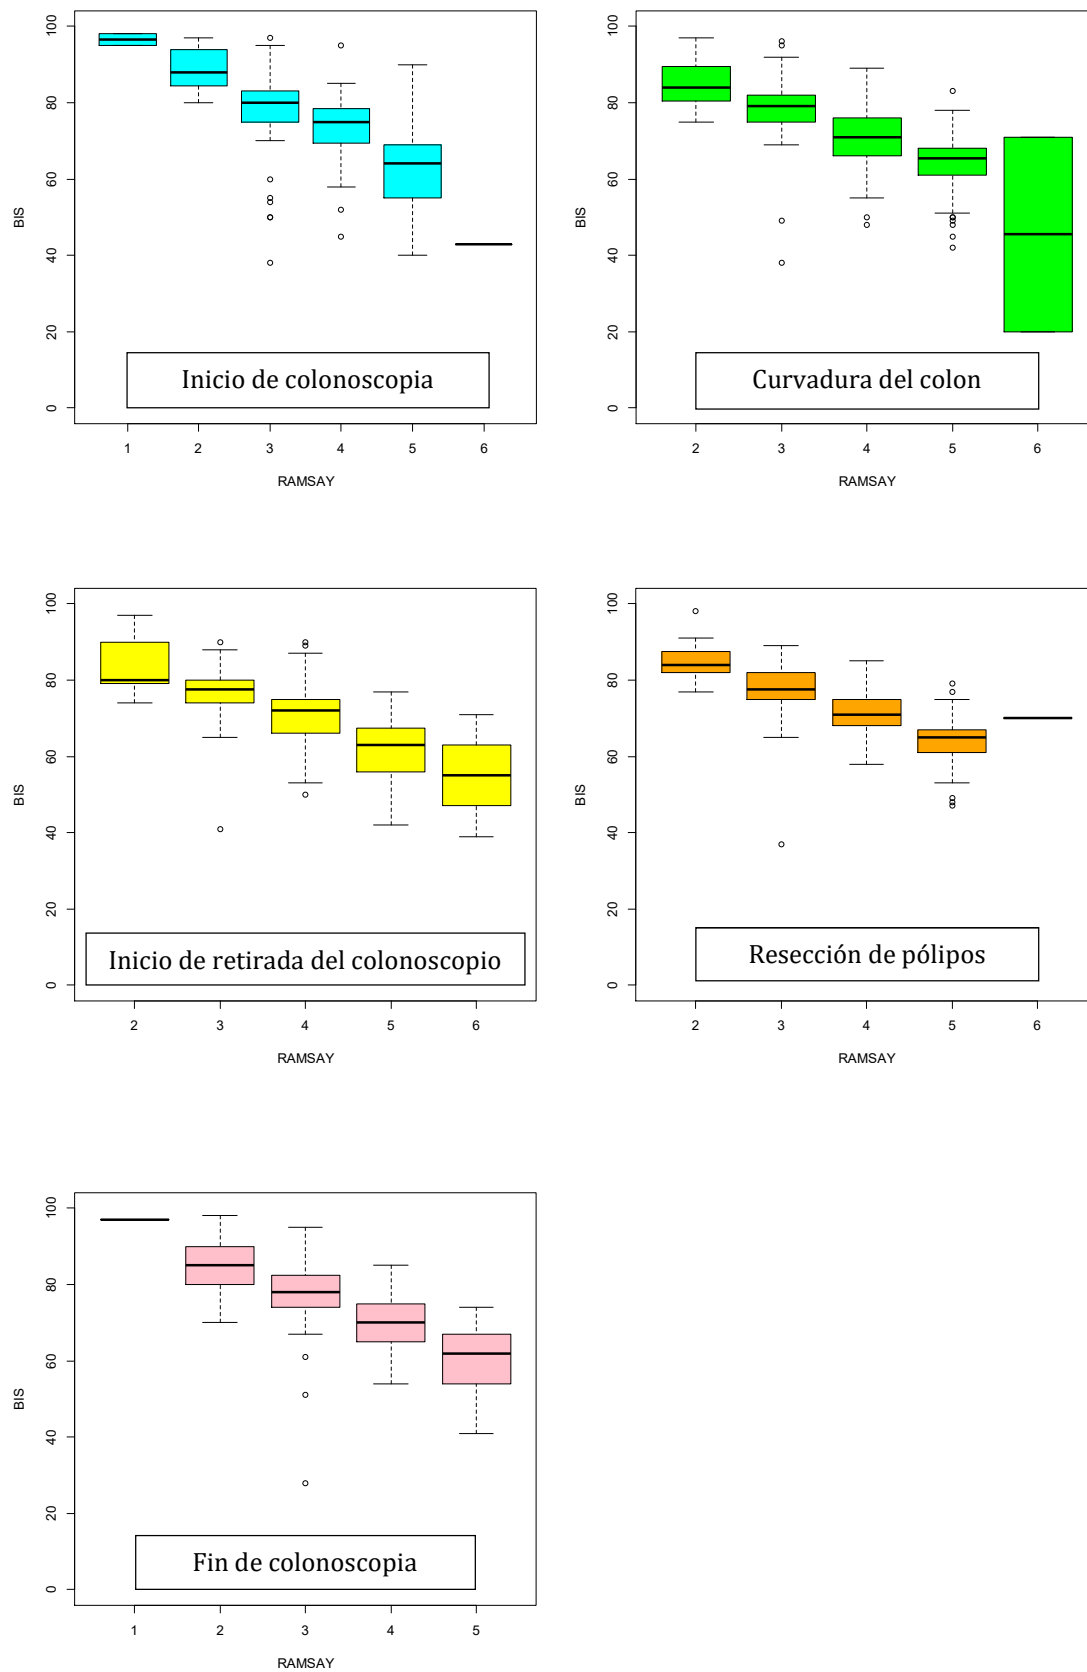 100
80
60
40
20
0
BIS
Inicio de colonoscopia
1 2 3 4 5 6
RAMSAY
100
80
60
40
20
0
BIS
Curvadura del colon
2 3 4 5 6
RAMSAY
100
80
60
40
20
0
BIS
Inicio de retirada del colonoscopio
2 3 4 5 6
RAMSAY
100
80
60
40
20
0
BIS
Resección de pólipos
2 3 4 5 6
RAMSAY
100
80
60
40
20
0
BIS
Fin de colonoscopia
1 2 3 4 5
RAMSAY